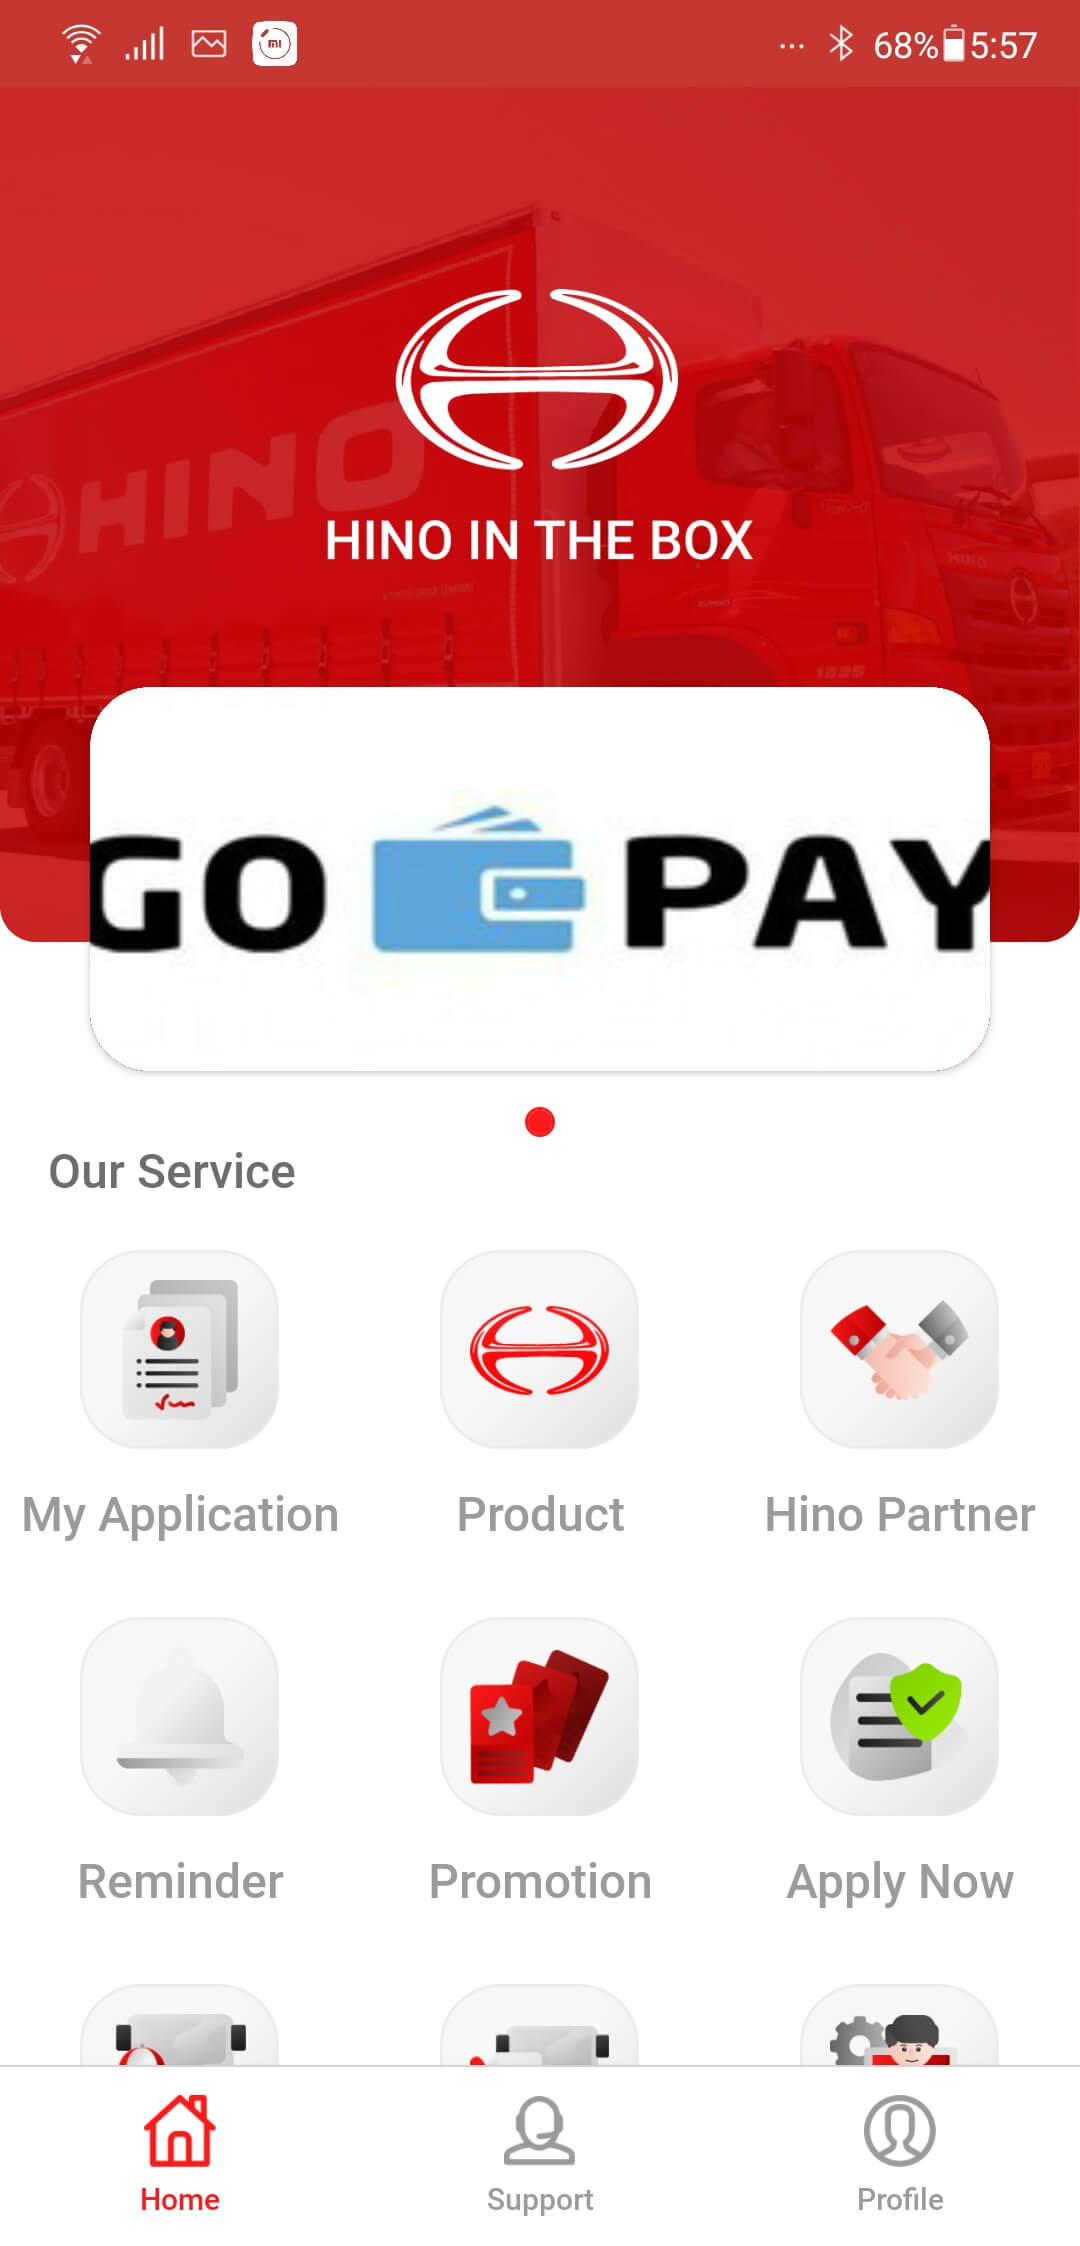 68% 5:57
HINO
HINO IN THE BOX
HINO
GO PAY
Our Service
My Application
Product
Hino Partner
Reminder
Promotion
Apply Now
Home
Support
Profile